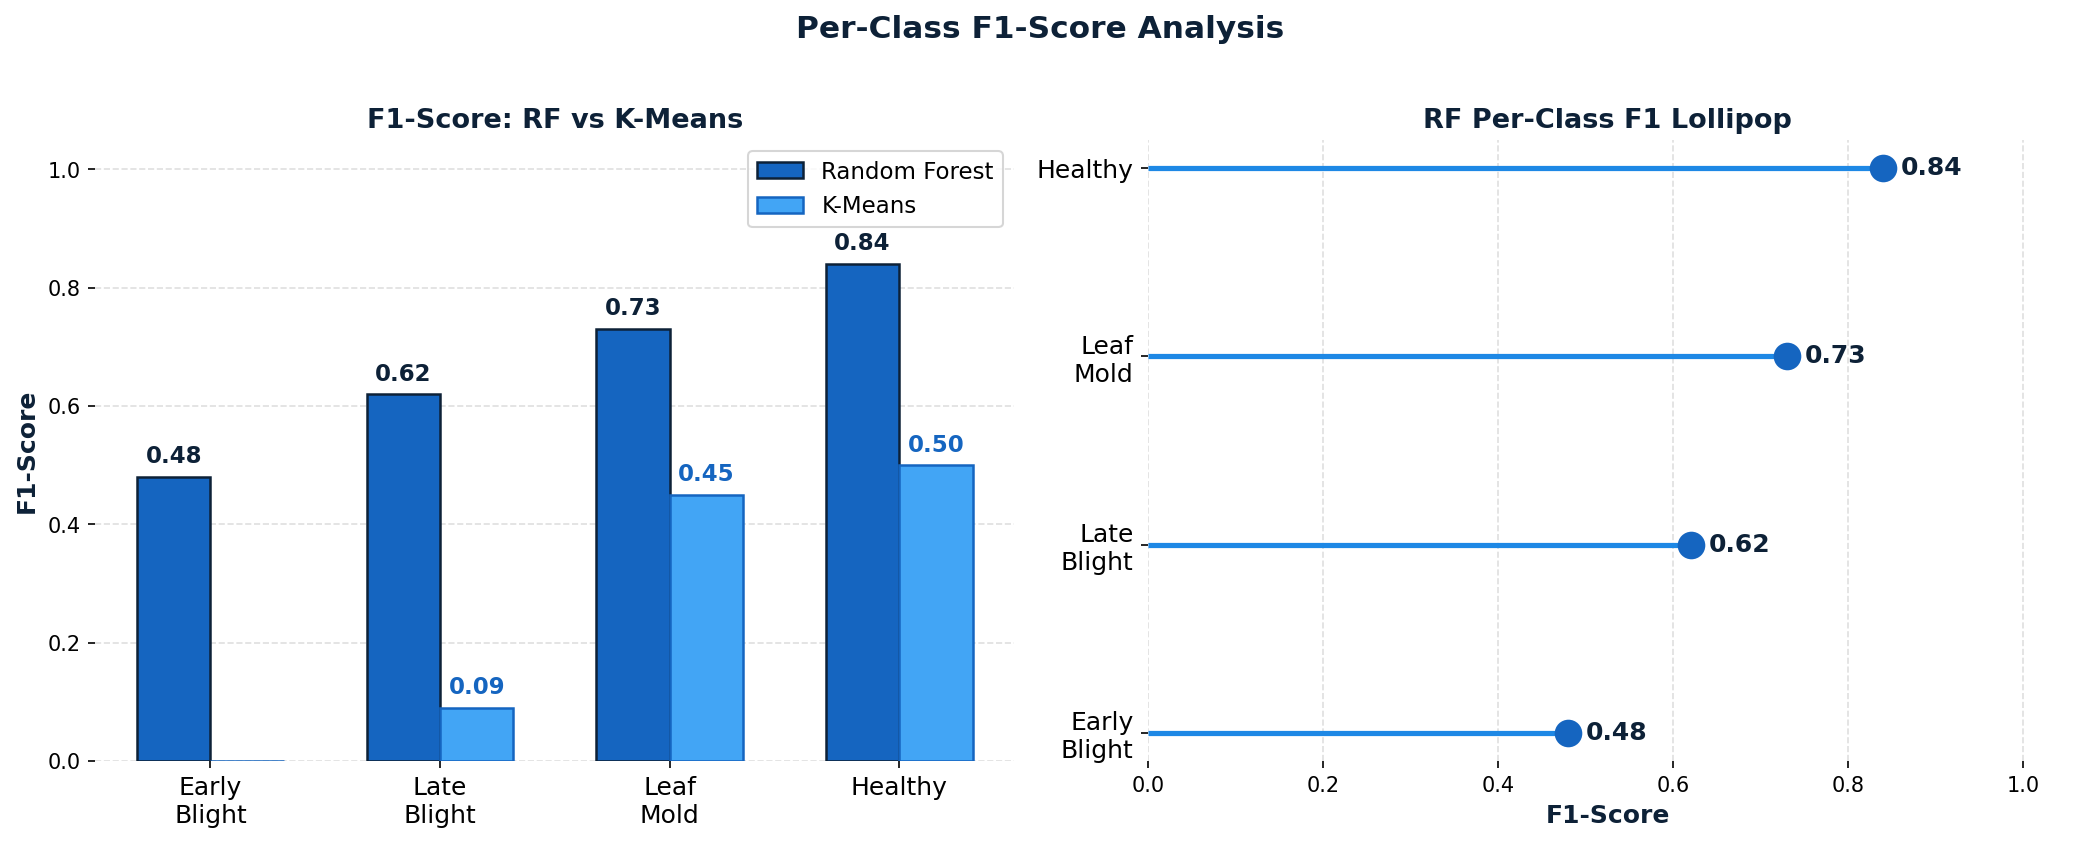 Per-Class F1-Score Analysis
F1-Score: RF vs K-Means
Random Forest
K-Means
F1-Score
1.0
0.8
0.6
0.4
0.2
0.0
0.48
0.62
0.09
0.73
0.45
0.84
0.50
Early
Blight
Late
Blight
Leaf
Mold
Healthy
RF Per-Class F1 Lollipop
Healthy
0.84
Leaf
Mold
0.73
Late
Blight
0.62
Early
Blight
0.48
0.0
0.2
0.4
0.6
0.8
1.0
F1-Score